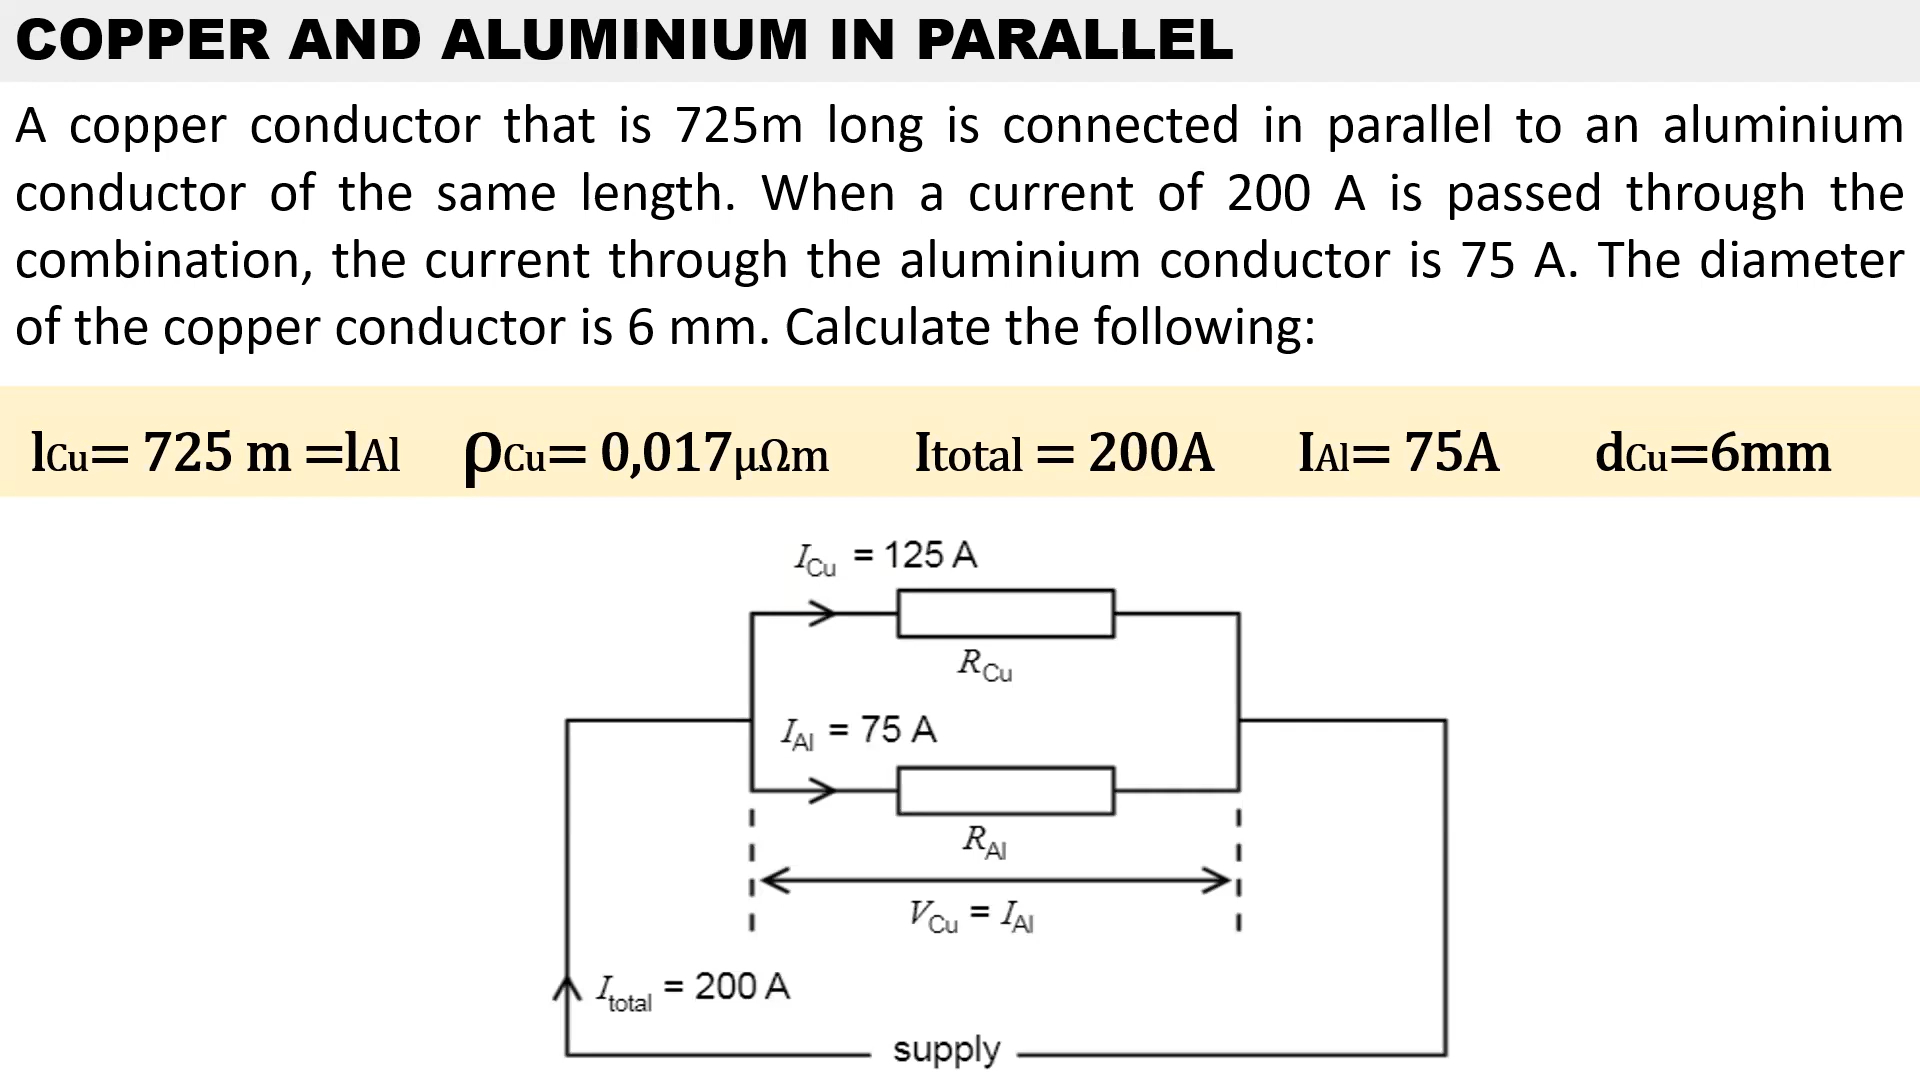 COPPER AND ALUMINIUM IN PARALLEL
A copper conductor that is 725m long is connected in parallel to an aluminium
conductor of the same length. When a current of 200 A is passed through the
combination, the current through the aluminium conductor is 75 A. The diameter
of the copper conductor is 6 mm. Calculate the following:
lCu= 725 m =lAl ρCu= 0,017μΩm Itotal = 200A IAl= 75A dCu=6mm
ICu = 125 A
RCu
IAl = 75 A
RAl
VCu = IAl
Itotal = 200 A
supply